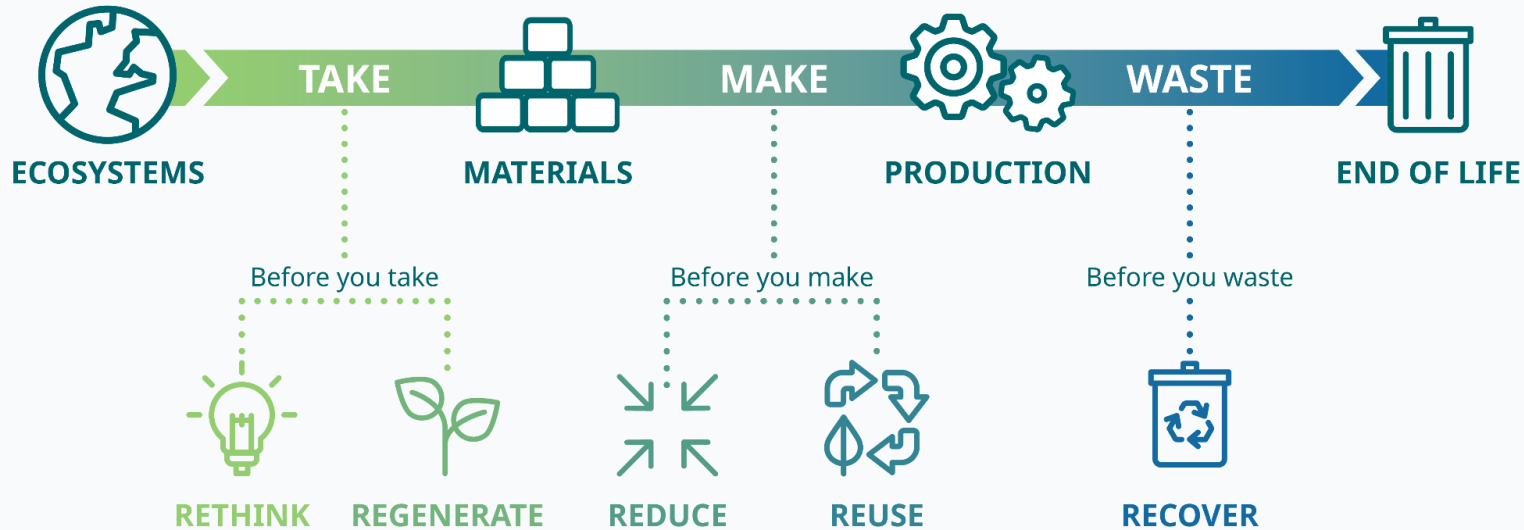 TAKE
MAKE
WASTE
ECOSYSTEMS
MATERIALS
PRODUCTION
END OF LIFE
Before you take
Before you make
Before you waste
RETHINK
REGENERATE
REDUCE
REUSE
RECOVER